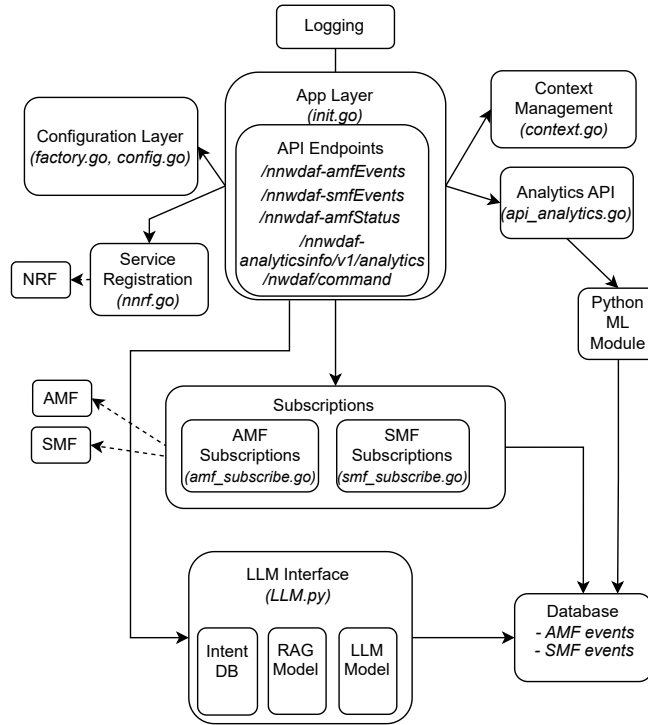 Logging
App Layer
(init.go)
API Endpoints
/nnwdaf-amfEvents
/nnwdaf-smfEvents
/nnwdaf-amfStatus
/nnwdaf-
analyticsinfo/v1/analytics
/nwdaf/command
Configuration Layer
(factory.go, config.go)
Context
Management
(context.go)
Analytics API
(api_analytics.go)
Service
Registration
(nnrf.go)
NRF
Python
ML
Module
AMF
SMF
Subscriptions
AMF
Subscriptions
(amf_subscribe.go)
SMF
Subscriptions
(smf_subscribe.go)
LLM Interface
(LLM.py)
Intent
DB
RAG
Model
LLM
Model
Database
- AMF events
- SMF events